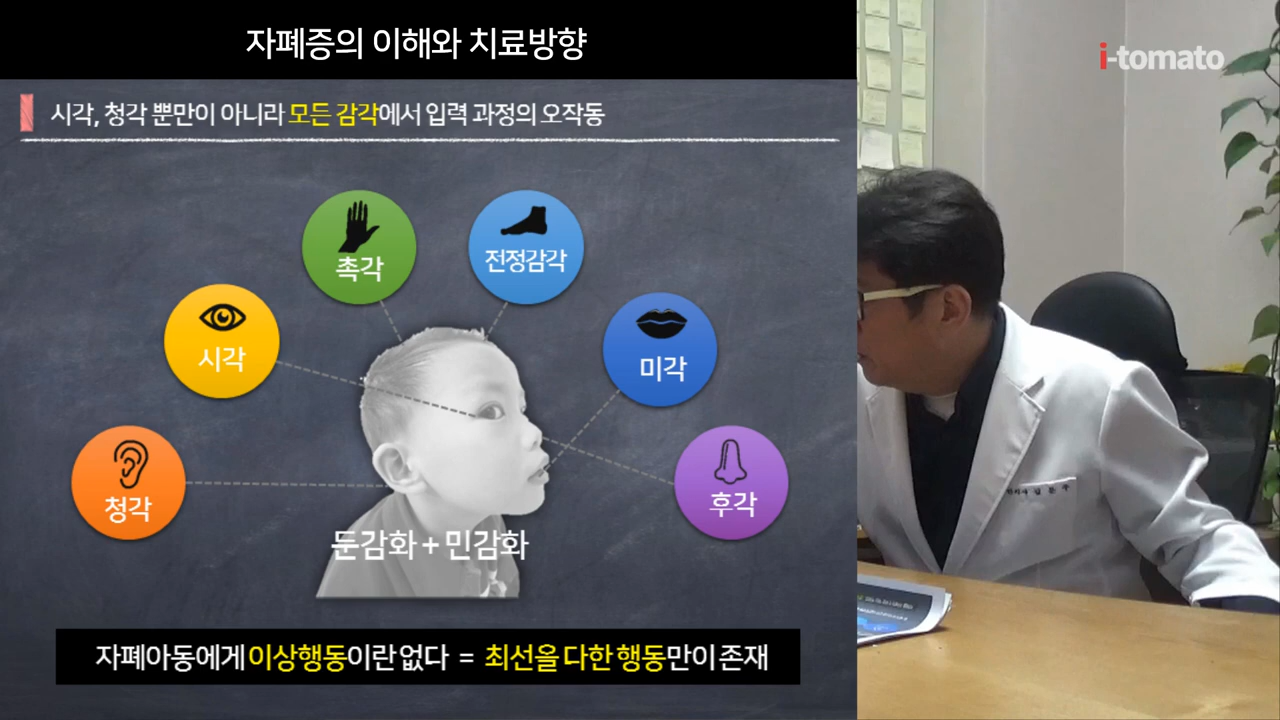 자폐증의 이해와 치료방향
i-tomato
시각, 청각 뿐만이 아니라 모든 감각에서 입력 과정의 오작동
촉각
전정감각
시각
미각
청각
후각
둔감화 + 민감화
자폐아동에게 이상행동이란 없다 = 최선을 다한 행동만이 존재